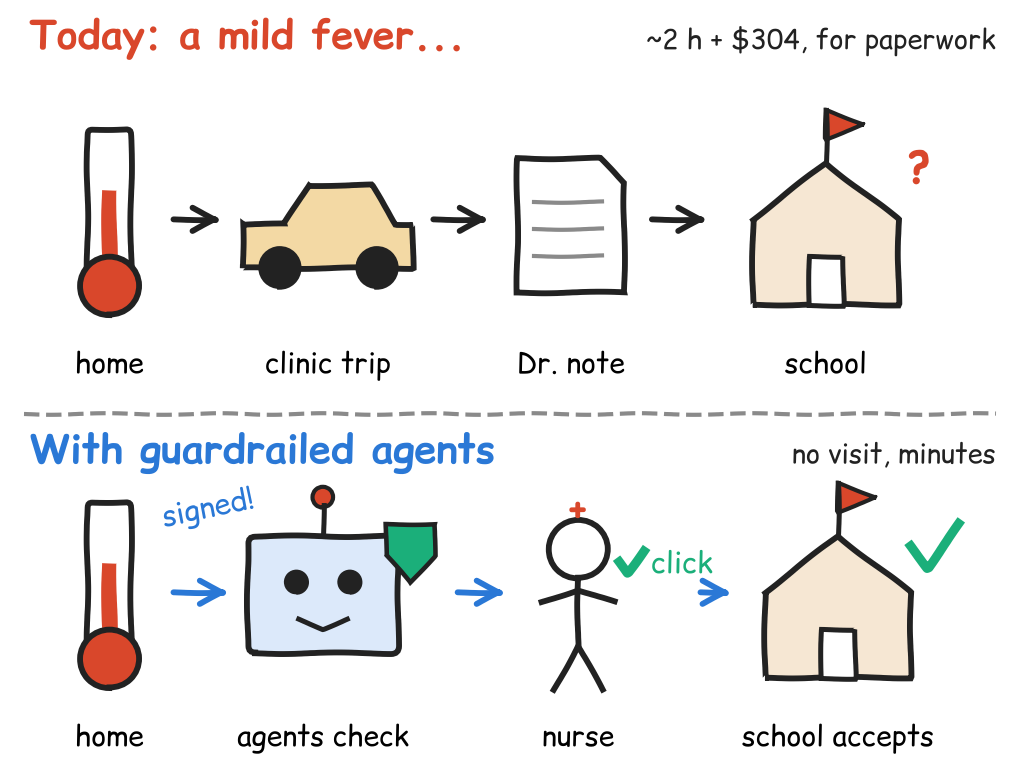 Today: a mild fever...
~2 h + $304, for paperwork
?
home
clinic trip
Dr. note
school
With guardrailed agents
no visit, minutes
signed!
click
home
agents check
nurse
school accepts